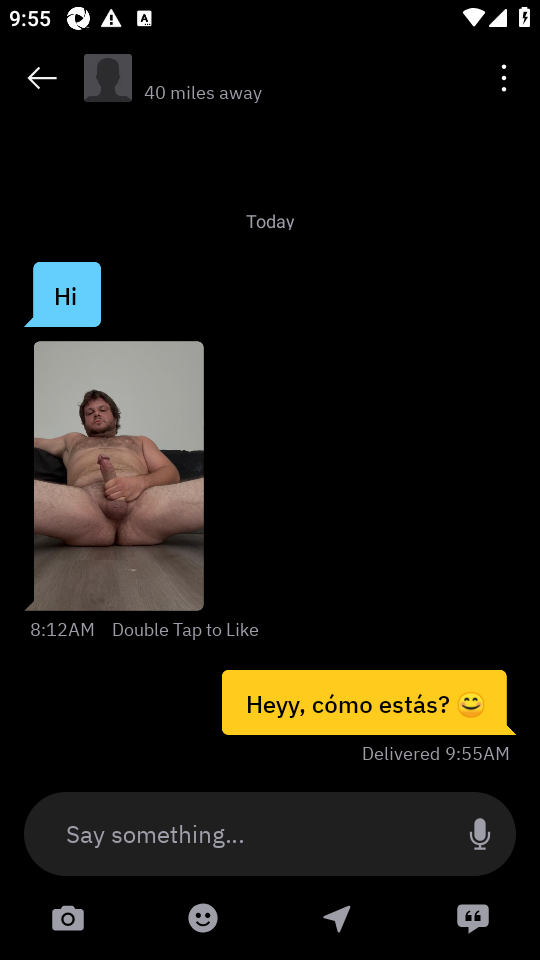 9:55
40 miles away
Today
Hi
8:12AM Double Tap to Like
Heyy, cómo estás? 😄
Delivered 9:55AM
Say something...